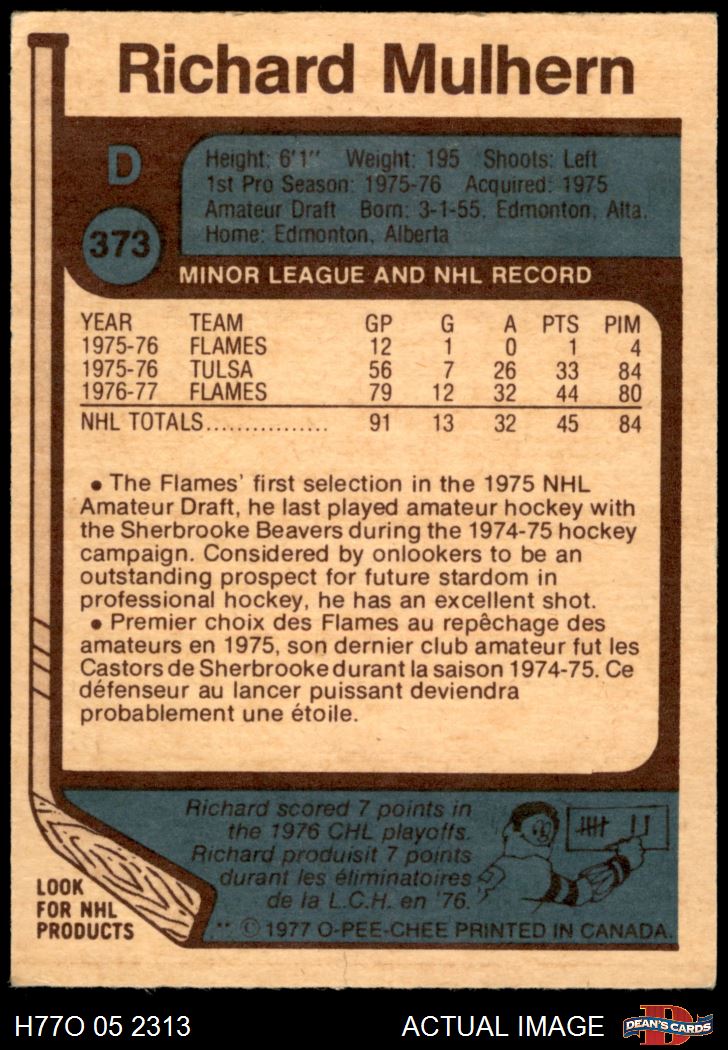 Richard Mulhern
D
373
Height: 6'1" Weight: 195 Shoots: Left
1st Pro Season: 1975-76 Acquired: 1975
Amateur Draft Born: 3-1-55, Edmonton, Alta.
Home: Edmonton, Alberta
MINOR LEAGUE AND NHL RECORD
YEAR TEAM GP G A PTS PIM
1975-76 FLAMES 12 1 0 1 4
1975-76 TULSA 56 7 26 33 84
1976-77 FLAMES 79 12 32 44 80
NHL TOTALS................ 91 13 32 45 84
• The Flames' first selection in the 1975 NHL
Amateur Draft, he last played amateur hockey with
the Sherbrooke Beavers during the 1974-75 hockey
campaign. Considered by onlookers to be an
outstanding prospect for future stardom in
professional hockey, he has an excellent shot.
• Premier choix des Flames au repêchage des
amateurs en 1975, son dernier club amateur fut les
Castors de Sherbrooke durant la saison 1974-75. Ce
défenseur au lancer puissant deviendra
probablement une étoile.
Richard scored 7 points in
the 1976 CHL playoffs.
Richard produisit 7 points
durant les éliminatoires
de la L.C.H. en '76.
LOOK
FOR NHL
PRODUCTS
** © 1977 O-PEE-CHEE PRINTED IN CANADA.
H77O 05 2313 ACTUAL IMAGE
D
DEAN'S CARDS